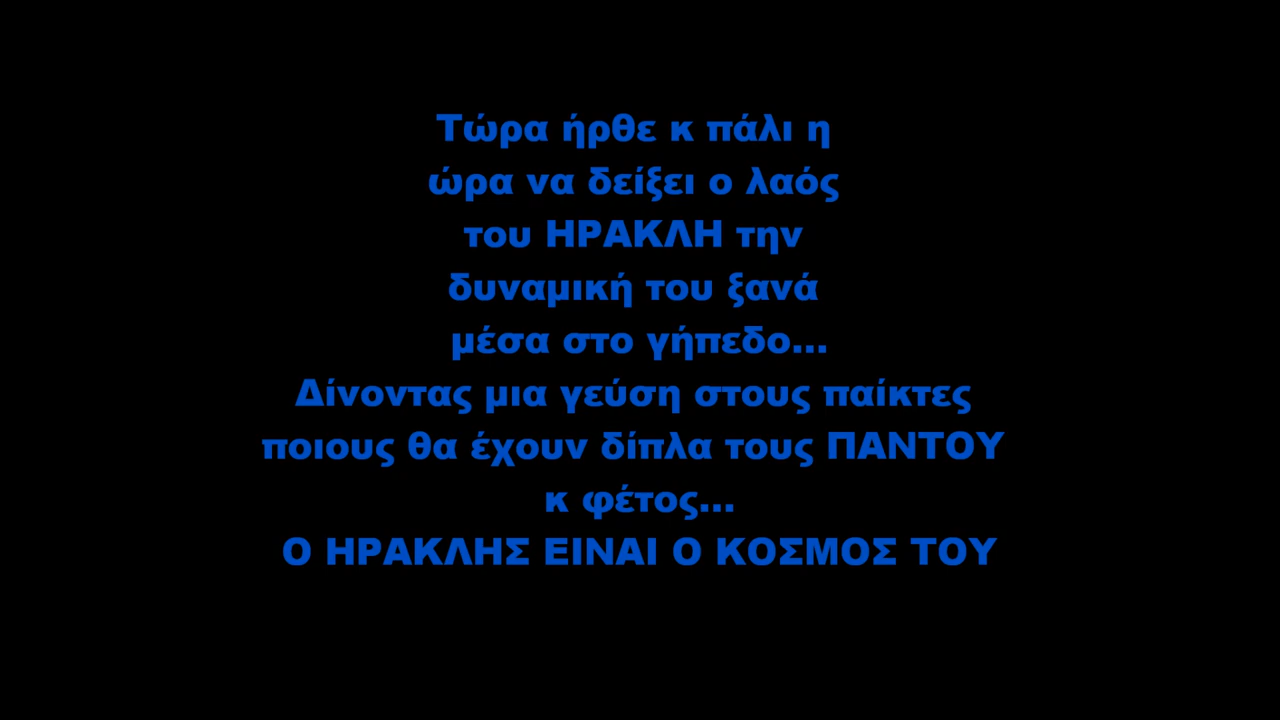 Τώρα ήρθε κ πάλι η
ώρα να δείξει ο λαός
του ΗΡΑΚΛΗ την
δυναμική του ξανά
μέσα στο γήπεδο...
Δίνοντας μια γεύση στους παίκτες
ποιους θα έχουν δίπλα τους ΠΑΝΤΟΥ
κ φέτος...
Ο ΗΡΑΚΛΗΣ ΕΙΝΑΙ Ο ΚΟΣΜΟΣ ΤΟΥ